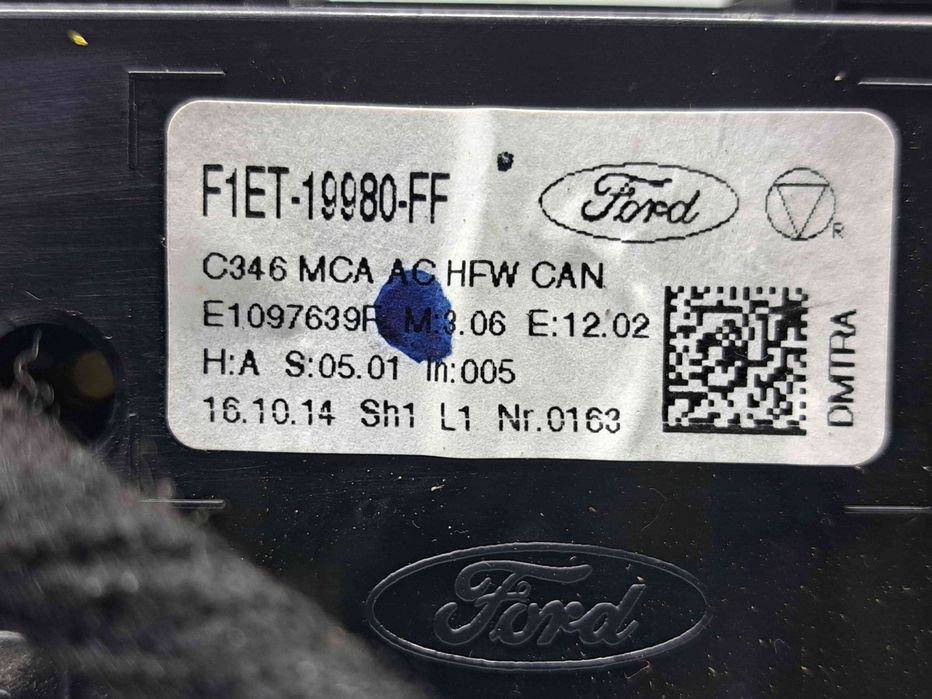 F1ET-19980-FF
Ford
R
C346 MCA AC HFW CAN
E1097639R M:3.06 E:12.02
H:A S:05.01 In:005
16.10.14 Sh1 L1 Nr.0163
DMTRA
Ford